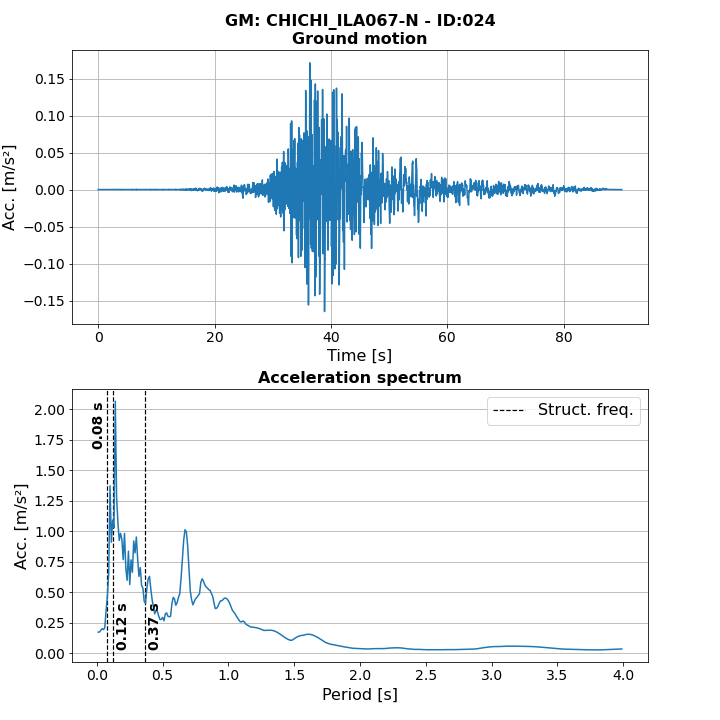 GM: CHICHI_ILA067-N - ID:024
Ground motion
0.15
0.10
0.05
0.00
−0.05
−0.10
−0.15
Acc. [m/s²]
0
20
40
60
80
Time [s]
Acceleration spectrum
2.00
1.75
1.50
1.25
1.00
0.75
0.50
0.25
0.00
Acc. [m/s²]
Struct. freq.
0.08 s
0.12 s
0.37 s
0.0
0.5
1.0
1.5
2.0
2.5
3.0
3.5
4.0
Period [s]